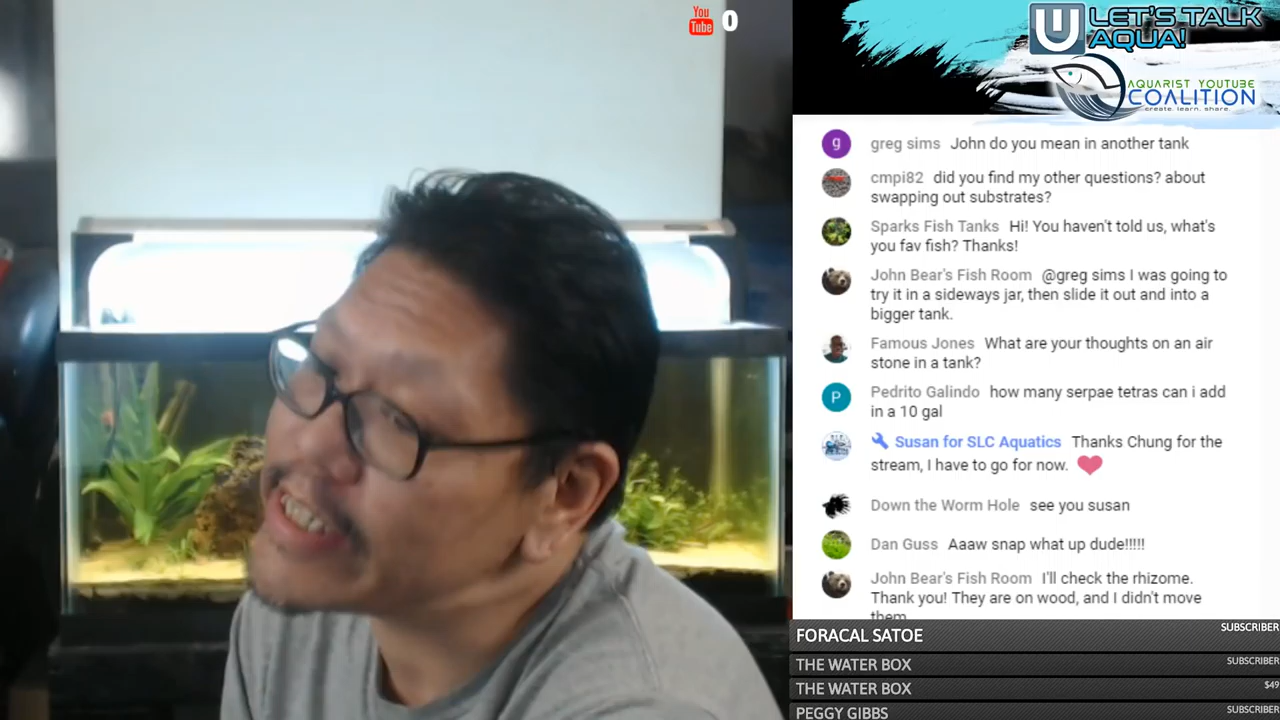 You
Tube 0
LET'S TALK
AQUA!
AQUARIST YOUTUBE
COALITION
create. learn. share.
g greg sims John do you mean in another tank
cmpi82 did you find my other questions? about
swapping out substrates?
Sparks Fish Tanks Hi! You haven't told us, what's
you fav fish? Thanks!
John Bear's Fish Room @greg sims I was going to
try it in a sideways jar, then slide it out and into a
bigger tank.
Famous Jones What are your thoughts on an air
stone in a tank?
P Pedrito Galindo how many serpae tetras can i add
in a 10 gal
Susan for SLC Aquatics Thanks Chung for the
stream, I have to go for now.
Down the Worm Hole see you susan
Dan Guss Aaaw snap what up dude!!!!!
John Bear's Fish Room I'll check the rhizome.
Thank you! They are on wood, and I didn't move
them
FORACAL SATOE SUBSCRIBER
THE WATER BOX SUBSCRIBER
THE WATER BOX $49
PEGGY GIBBS SUBSCRIBER